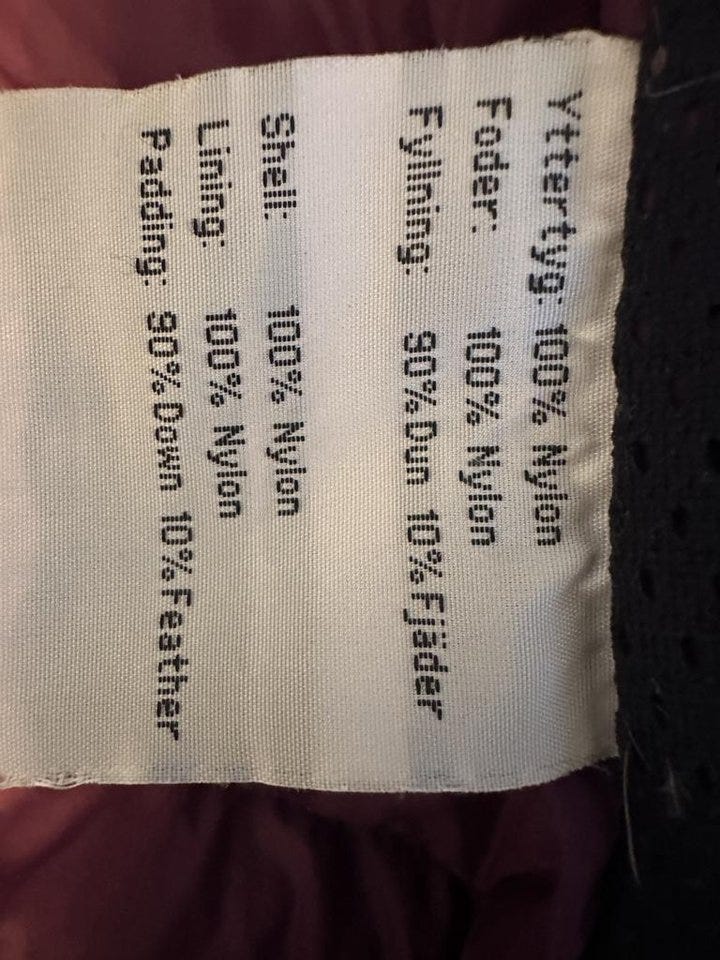 Yttertyg: 100% Nylon
Foder: 100% Nylon
Fyllning: 90% Dun 10% Fjäder
Shell: 100% Nylon
Lining: 100% Nylon
Padding: 90% Down 10% Feather